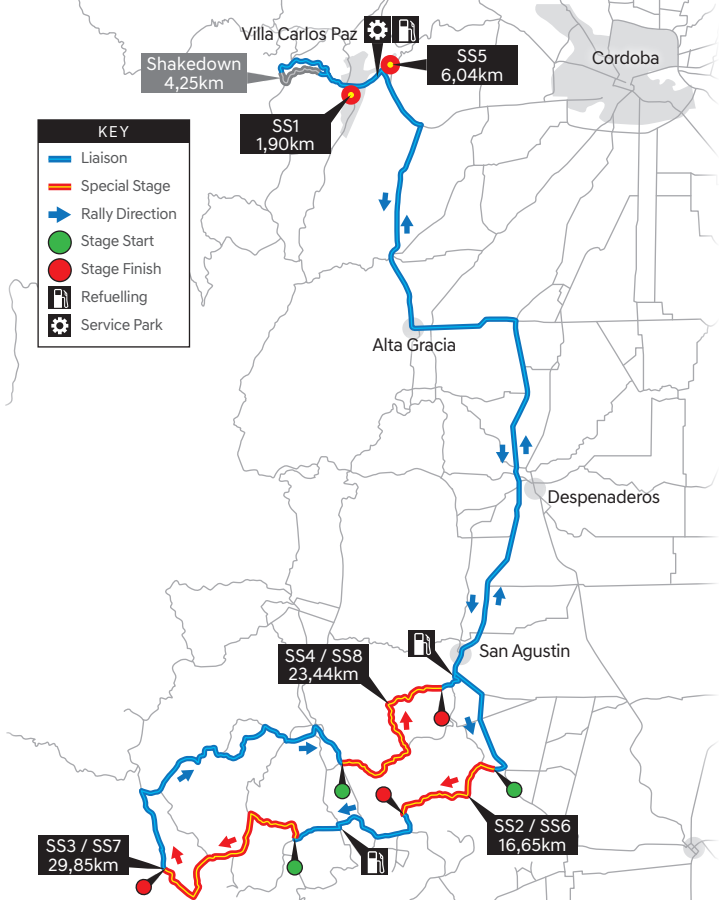 Villa Carlos Paz
Cordoba
Shakedown
4,25km
SS5
6,04km
SS1
1,90km
KEY
Liaison
Special Stage
Rally Direction
Stage Start
Stage Finish
Refuelling
Service Park
Alta Gracia
Despenaderos
San Agustin
SS4 / SS8
23,44km
SS2 / SS6
16,65km
SS3 / SS7
29,85km